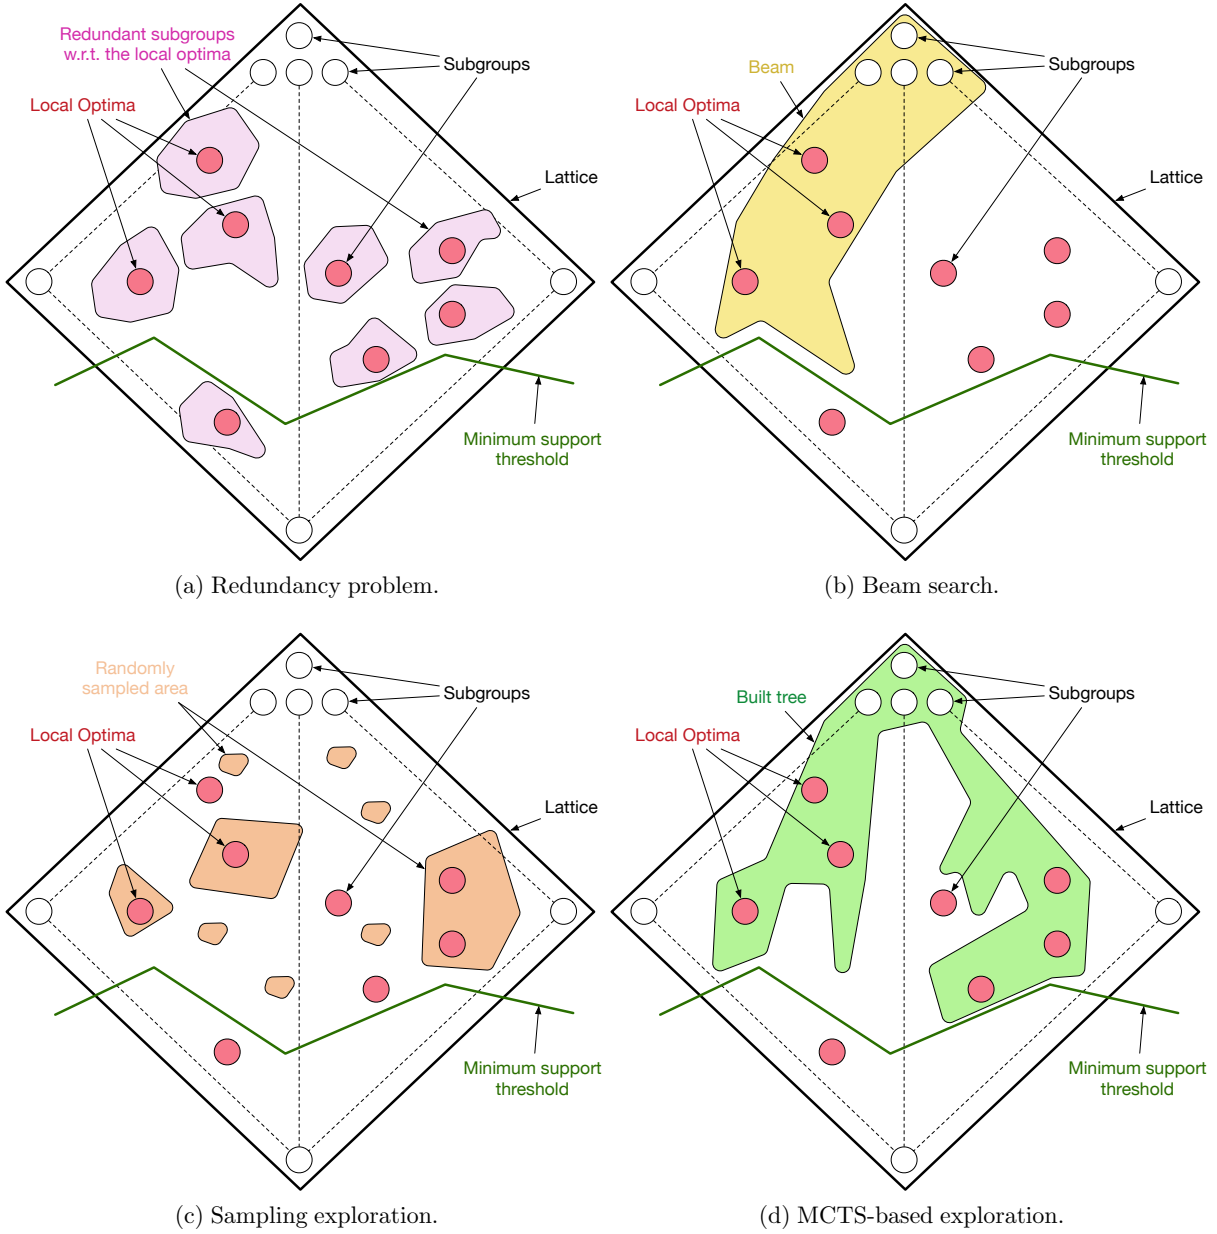 Redundant subgroups
w.r.t. the local optima
Subgroups
Local Optima
Lattice
Minimum support
threshold
(a) Redundancy problem.
Beam
Subgroups
Local Optima
Lattice
Minimum support
threshold
(b) Beam search.
Randomly
sampled area
Subgroups
Local Optima
Lattice
Minimum support
threshold
(c) Sampling exploration.
Built tree
Subgroups
Local Optima
Lattice
Minimum support
threshold
(d) MCTS-based exploration.